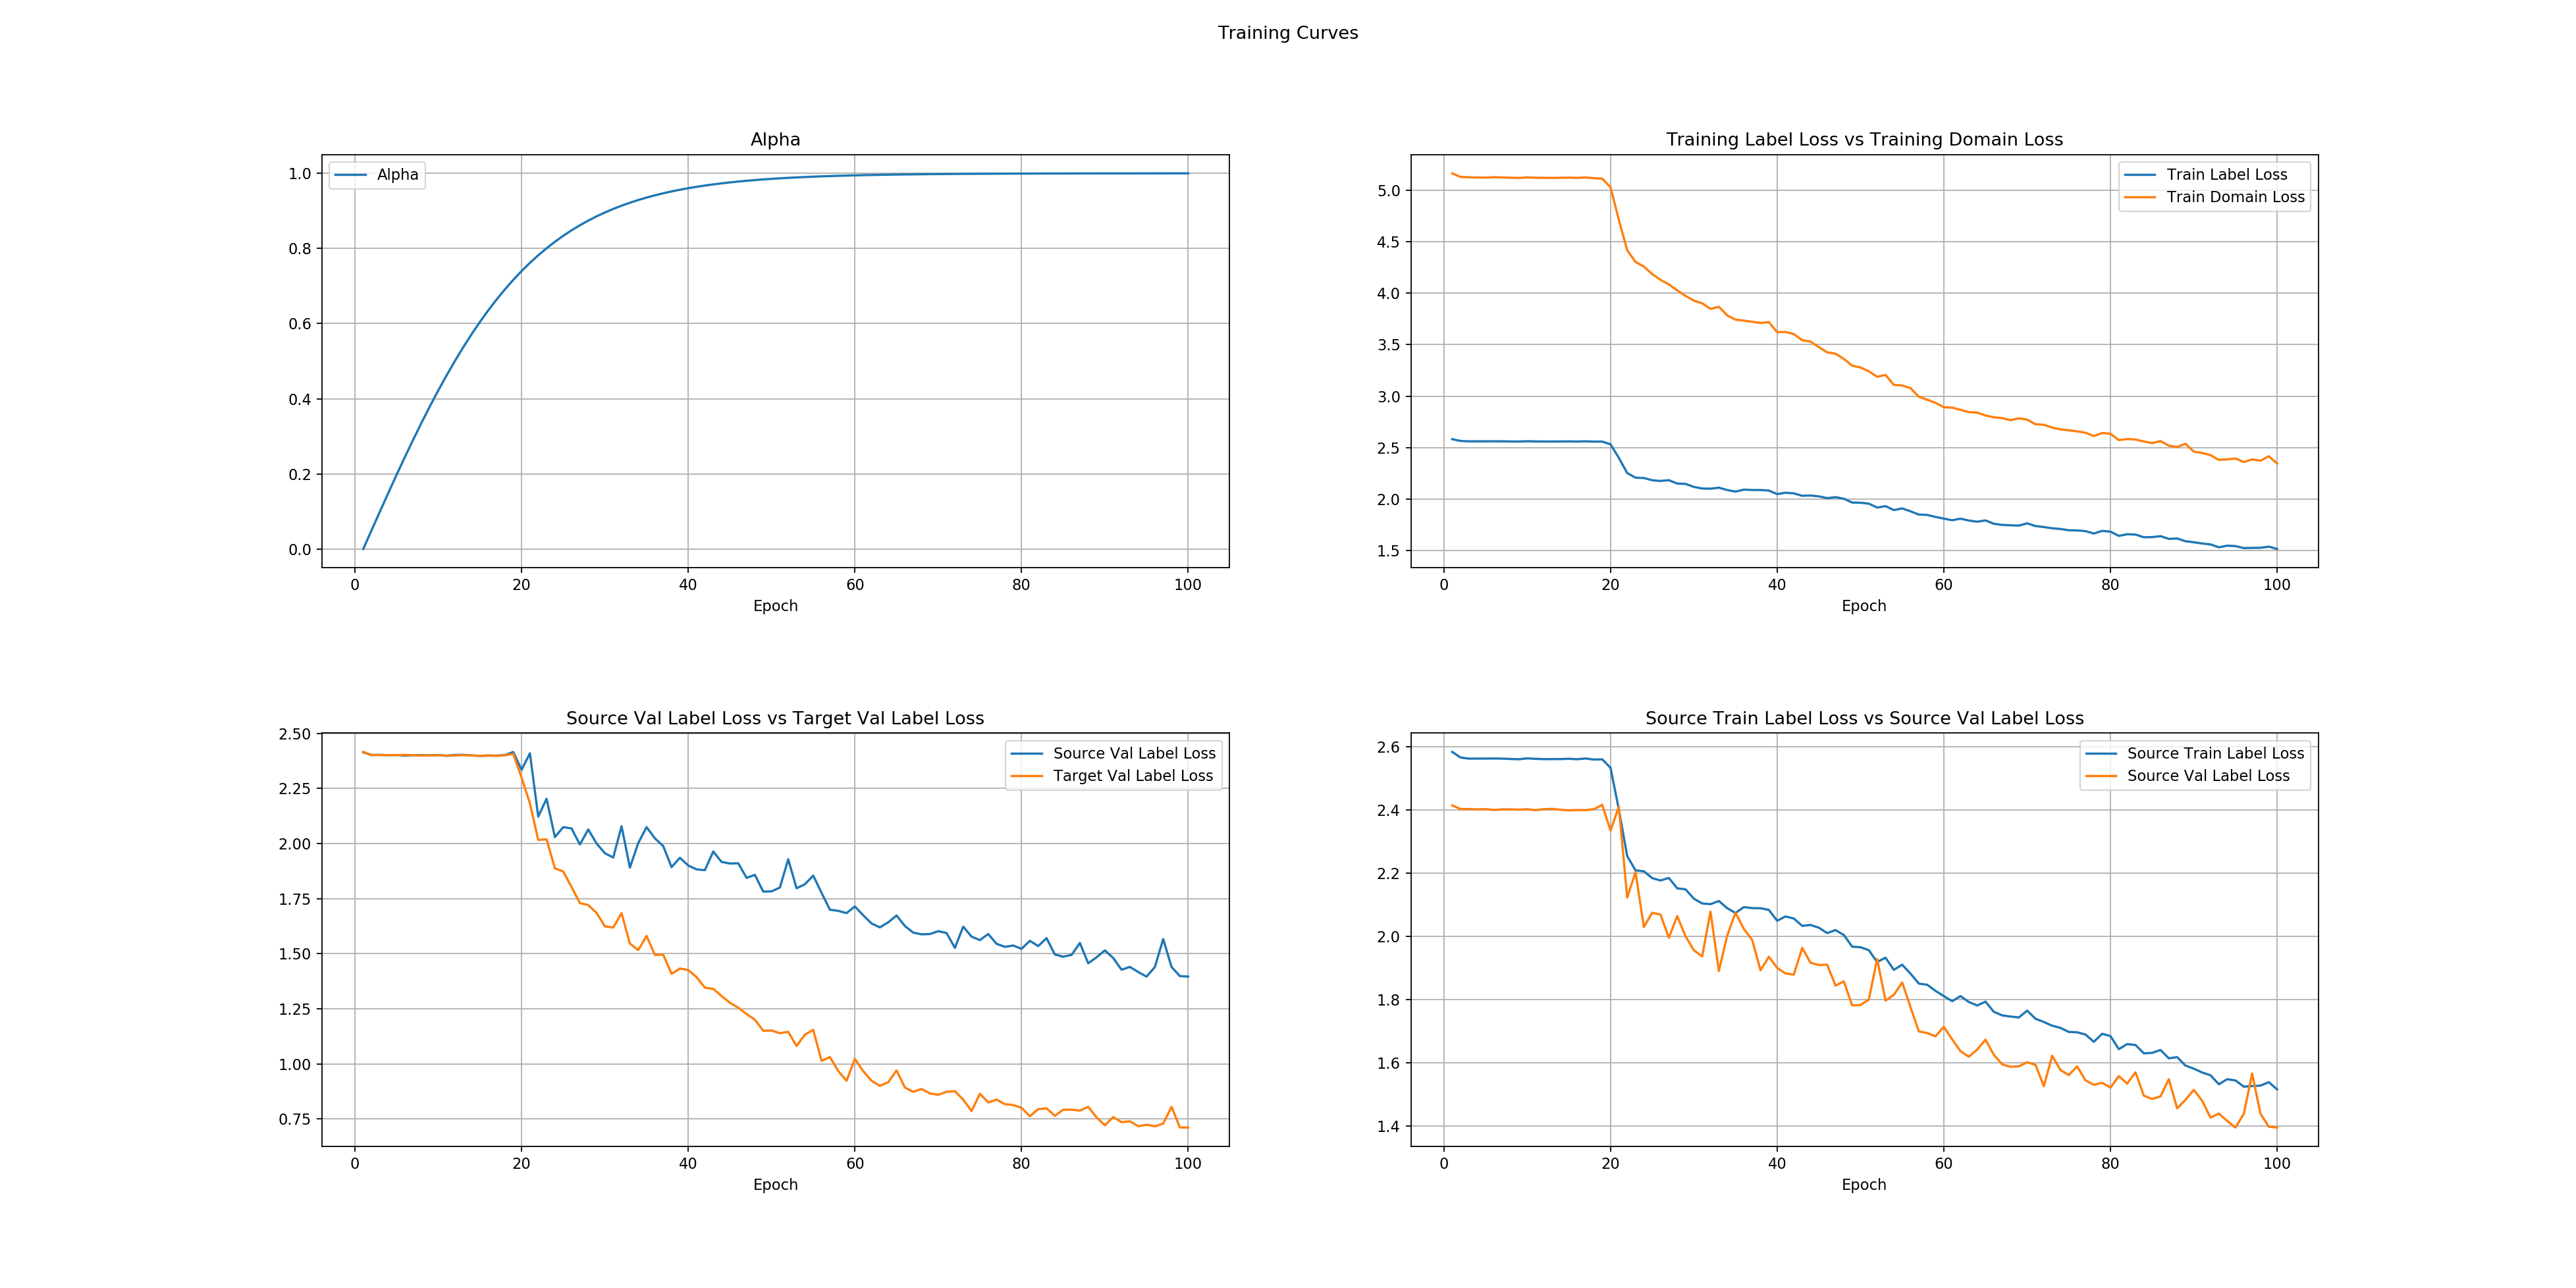 Training Curves
Alpha
Alpha
1.0
0.8
0.6
0.4
0.2
0.0
0 20 40 60 80 100
Epoch
Training Label Loss vs Training Domain Loss
Train Label Loss
Train Domain Loss
5.0
4.5
4.0
3.5
3.0
2.5
2.0
1.5
0 20 40 60 80 100
Epoch
Source Val Label Loss vs Target Val Label Loss
Source Val Label Loss
Target Val Label Loss
2.50
2.25
2.00
1.75
1.50
1.25
1.00
0.75
0 20 40 60 80 100
Epoch
Source Train Label Loss vs Source Val Label Loss
Source Train Label Loss
Source Val Label Loss
2.6
2.4
2.2
2.0
1.8
1.6
1.4
0 20 40 60 80 100
Epoch